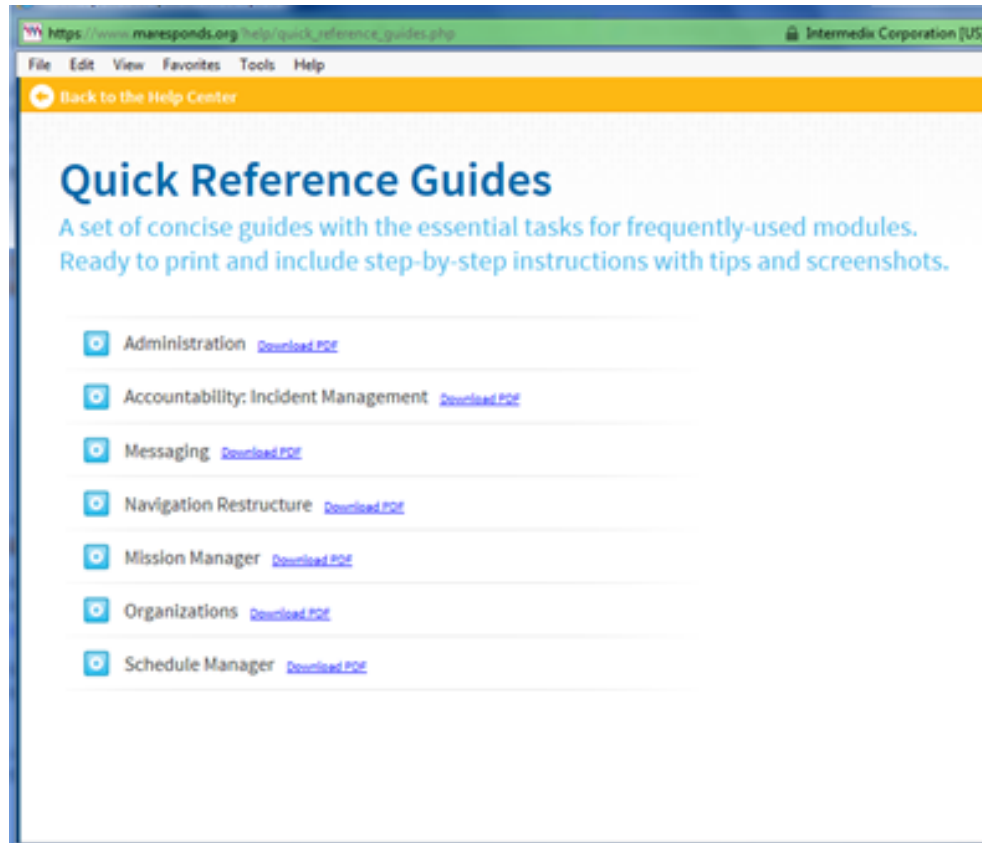 https://www.maresponds.org/help/quick_reference_guides.php Intermedix Corporation [US
File Edit View Favorites Tools Help
Back to the Help Center
Quick Reference Guides
A set of concise guides with the essential tasks for frequently-used modules.
Ready to print and include step-by-step instructions with tips and screenshots.
Administration Download PDF
Accountability: Incident Management Download PDF
Messaging Download PDF
Navigation Restructure Download PDF
Mission Manager Download PDF
Organizations Download PDF
Schedule Manager Download PDF